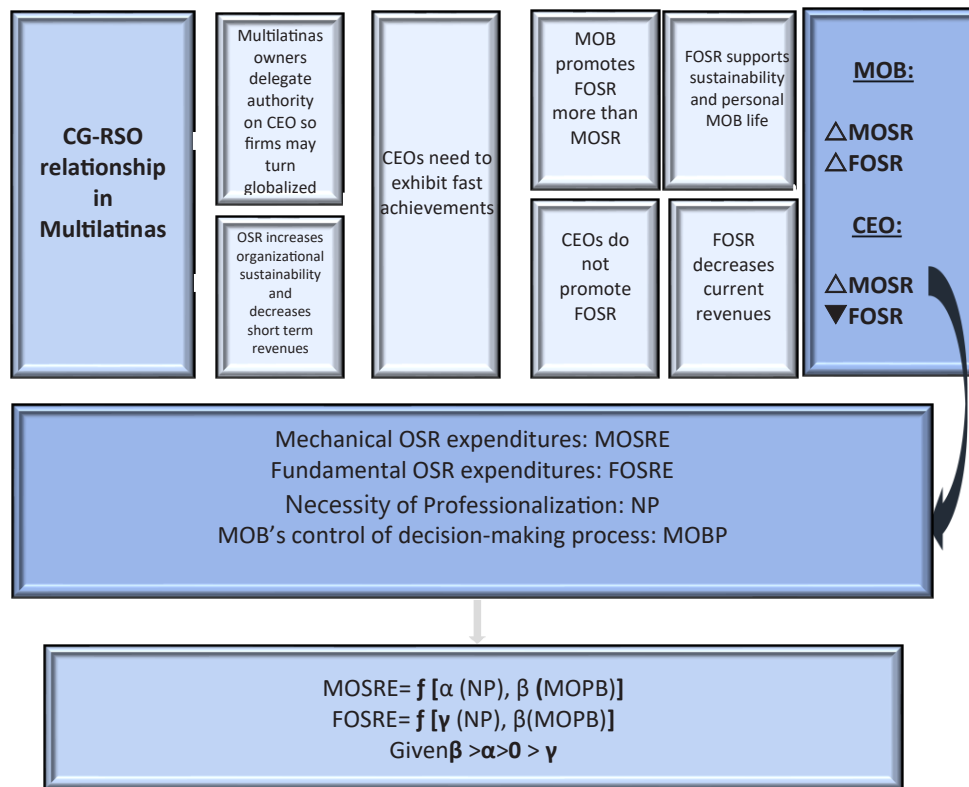 CG-RSO
relationship
in
Multilatinas
Multilatinas
owners
delegate
authority
on CEO so
firms may
turn
globalized
OSR increases
organizational
sustainability
and
decreases
short term
revenues
CEOs need to
exhibit fast
achievements
MOB
promotes
FOSR
more than
MOSR
CEOs do
not
promote
FOSR
FOSR supports
sustainability
and personal
MOB life
FOSR
decreases
current
revenues
MOB:
△MOSR
△FOSR
CEO:
△MOSR
▼FOSR
Mechanical OSR expenditures: MOSRE
Fundamental OSR expenditures: FOSRE
Necessity of Professionalization: NP
MOB’s control of decision-making process: MOBP
MOSRE= ƒ [α (NP), β (MOPB)]
FOSRE= ƒ [γ (NP), β(MOPB)]
Givenβ >α>0 > γ